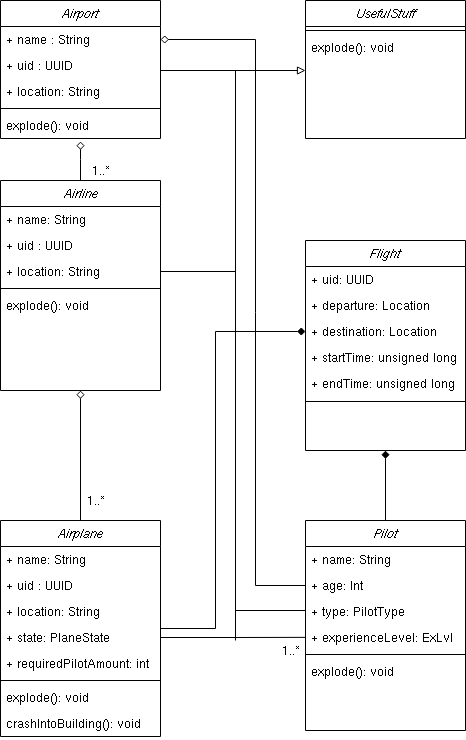 Airport
+ name : String
+ uid : UUID
+ location: String
explode(): void
1..*
Airline
+ name: String
+ uid : UUID
+ location: String
explode(): void
1..*
Airplane
+ name: String
+ uid : UUID
+ location: String
+ state: PlaneState
+ requiredPilotAmount: int
explode(): void
crashIntoBuilding(): void
UsefulStuff
explode(): void
Flight
+ uid: UUID
+ departure: Location
+ destination: Location
+ startTime: unsigned long
+ endTime: unsigned long
Pilot
+ name: String
+ age: Int
+ type: PilotType
+ experienceLevel: ExLvl
1..*
explode(): void